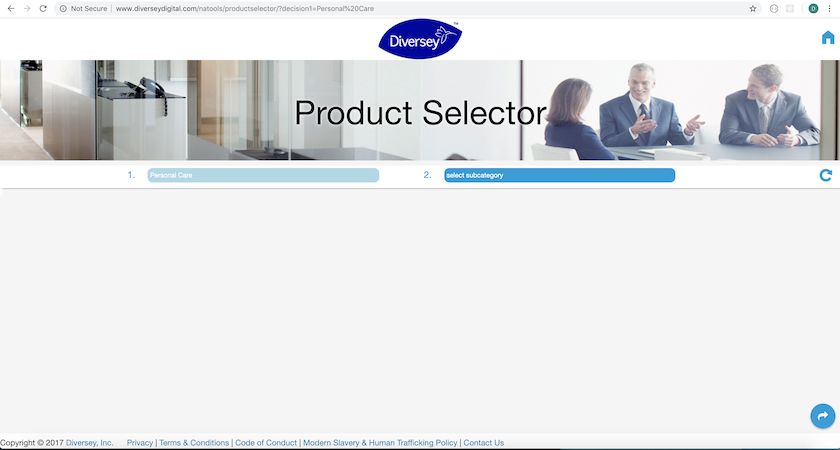 Not Secure | www.diverseydigital.com/natools/productselector/?decision1=Personal%20Care
D
Diversey™
Product Selector
1. Personal Care 2. select subcategory
Copyright © 2017 Diversey, Inc. Privacy | Terms & Conditions | Code of Conduct | Modern Slavery & Human Trafficking Policy | Contact Us